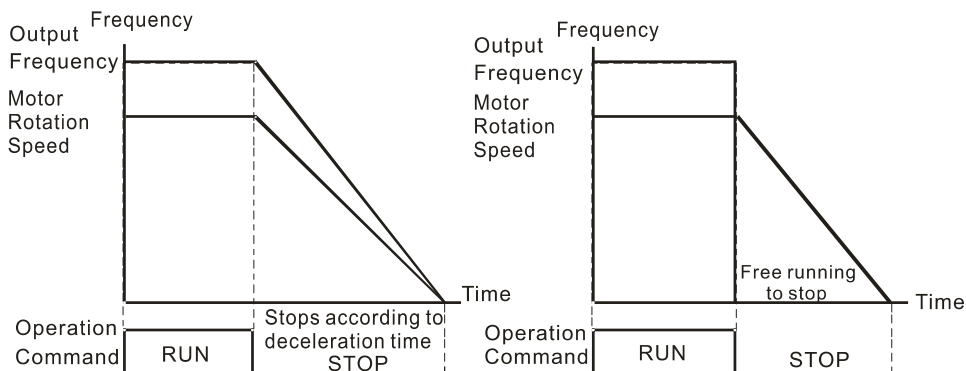 Frequency
Output
Frequency
Motor
Rotation
Speed
Time
Stops according to
deceleration time
Operation
Command
RUN
STOP
Frequency
Output
Frequency
Motor
Rotation
Speed
Free running
to stop
Time
Operation
Command
RUN
STOP